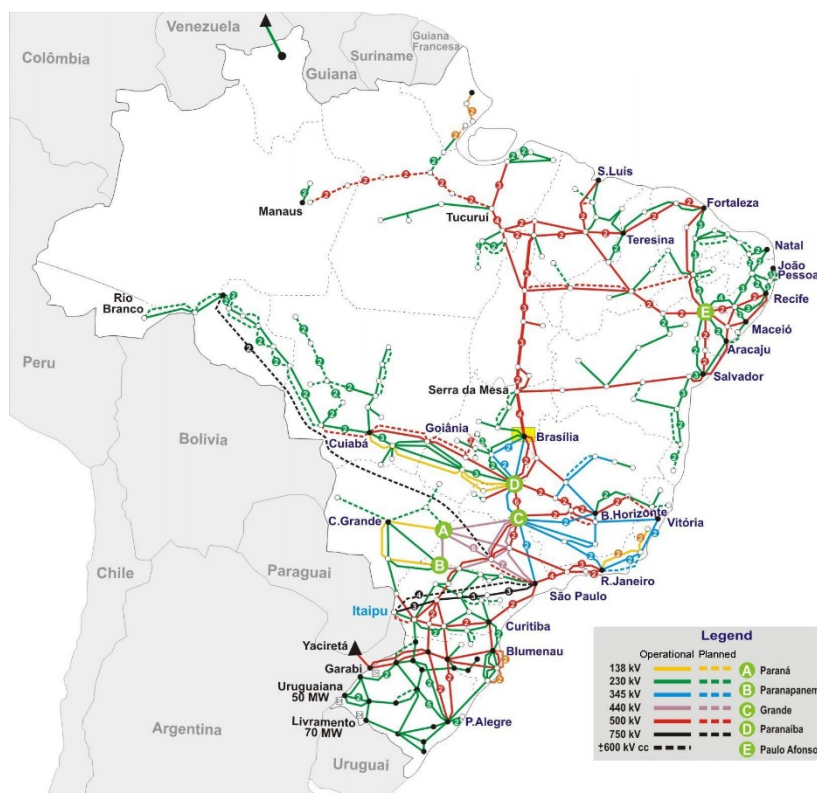 Venezuela
Guiana
Francesa
Suriname
Colômbia
Guiana
S.Luís
Manaus
Tucuruí
Fortaleza
Teresina
Natal
João
Pessoa
Rio
Branco
Recife
Maceió
Aracaju
Peru
Salvador
Serra da Mesa
Bolivia
Goiânia
Cuiabá
Brasília
D
E
C.Grande
A
C
B.Horizonte
Vitória
B
Chile
Paraguai
R.Janeiro
São Paulo
Itaipu
Curitiba
Yaciretá
Blumenau
Garabi
Uruguaiana
50 MW
Livramento
70 MW
P.Alegre
Argentina
Uruguai
Legend
Operational Planned
138 kV A Paraná
230 kV
345 kV B Paranapanem
440 kV C Grande
500 kV D Paranaiba
750 kV
±600 kV cc E Paulo Afonso